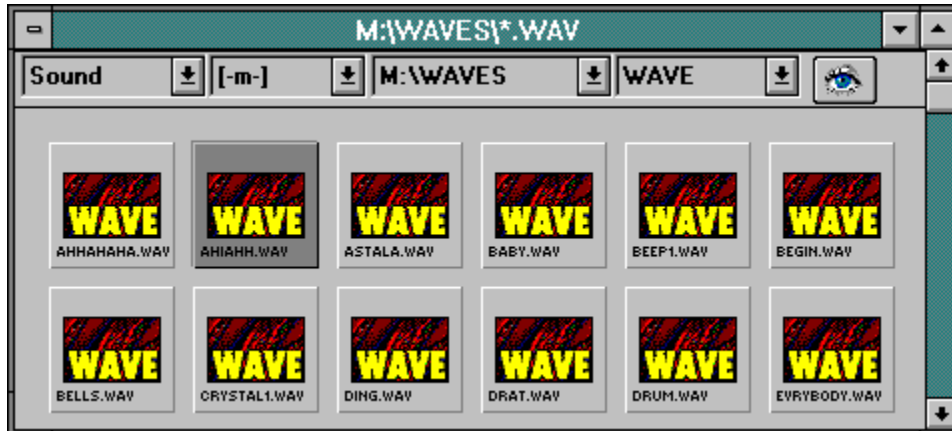 M:\WAVES\*.WAV
Sound [-m-] M:\WAVES WAVE
WAVE WAVE WAVE WAVE WAVE WAVE
AHHAHAHA.WAV AHIAHH.WAV ASTALA.WAV BABY.WAV BEEP1.WAV BEGIN.WAV
WAVE WAVE WAVE WAVE WAVE WAVE
BELLS.WAV CRYSTAL1.WAV DING.WAV DRAT.WAV DRUM.WAV EVRYBODY.WAV